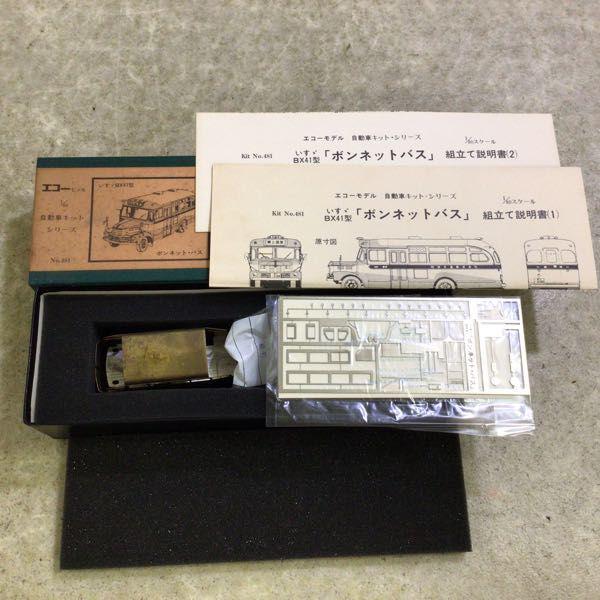 エコーモデル 自動車キット・シリーズ
1/80スケール
Kit No.481
いすゞ
BX41型
「ボンネットバス」 組立て説明書(2)
エコーモデル 自動車キット・シリーズ
1/80スケール
Kit No.481
いすゞ
BX41型
「ボンネットバス」 組立て説明書(1)
原寸図
エコーモデル
1/80
自動車キット
シリーズ
No.481
いすゞBX41型
ボンネット・バス